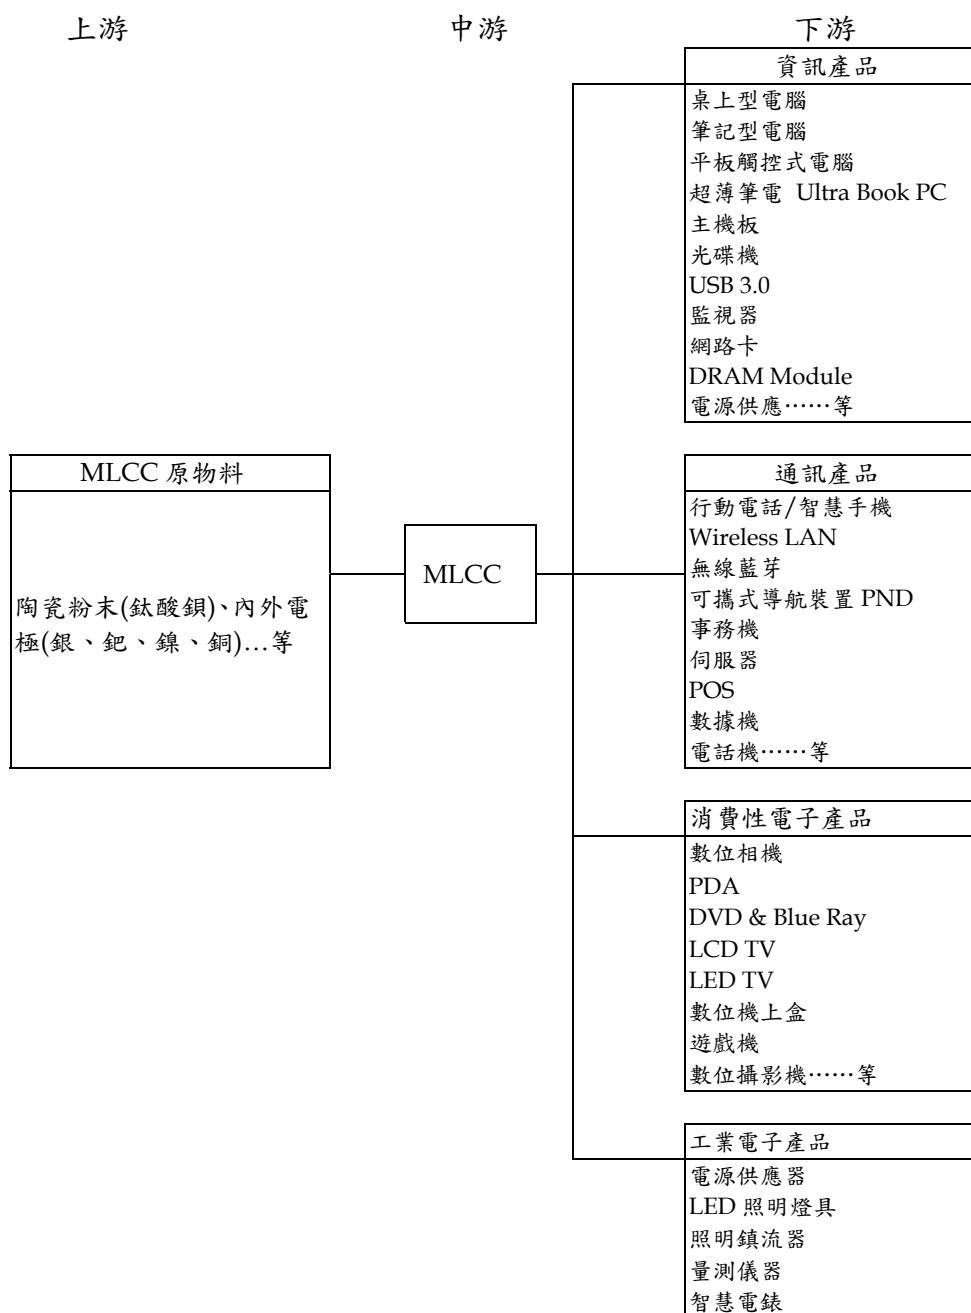 上游
中游
下游
MLCC 原物料
陶瓷粉末(鈦酸鋇)、內外電
極(銀、鈀、鎳、銅)…等
MLCC
資訊產品
桌上型電腦
筆記型電腦
平板觸控式電腦
超薄筆電 Ultra Book PC
主機板
光碟機
USB 3.0
監視器
網路卡
DRAM Module
電源供應……等
通訊產品
行動電話/智慧手機
Wireless LAN
無線藍芽
可攜式導航裝置 PND
事務機
伺服器
POS
數據機
電話機……等
消費性電子產品
數位相機
PDA
DVD & Blue Ray
LCD TV
LED TV
數位機上盒
遊戲機
數位攝影機……等
工業電子產品
電源供應器
LED 照明燈具
照明鎮流器
量測儀器
智慧電錶